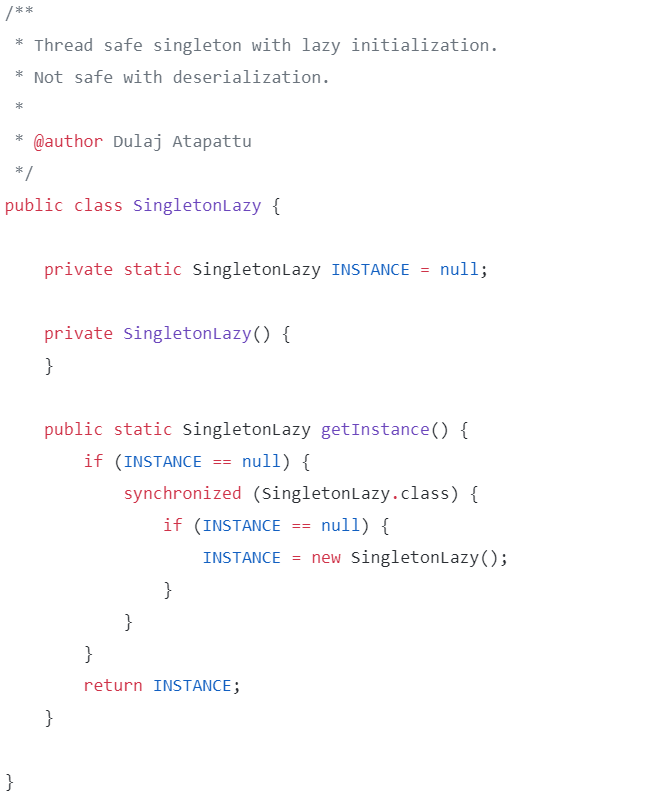 /**
 * Thread safe singleton with lazy initialization.
 * Not safe with deserialization.
 *
 * @author Dulaj Atapattu
 */
public class SingletonLazy {
    private static SingletonLazy INSTANCE = null;
    private SingletonLazy() {
    }
    public static SingletonLazy getInstance() {
        if (INSTANCE == null) {
            synchronized (SingletonLazy.class) {
                if (INSTANCE == null) {
                    INSTANCE = new SingletonLazy();
                }
            }
        }
        return INSTANCE;
    }
}